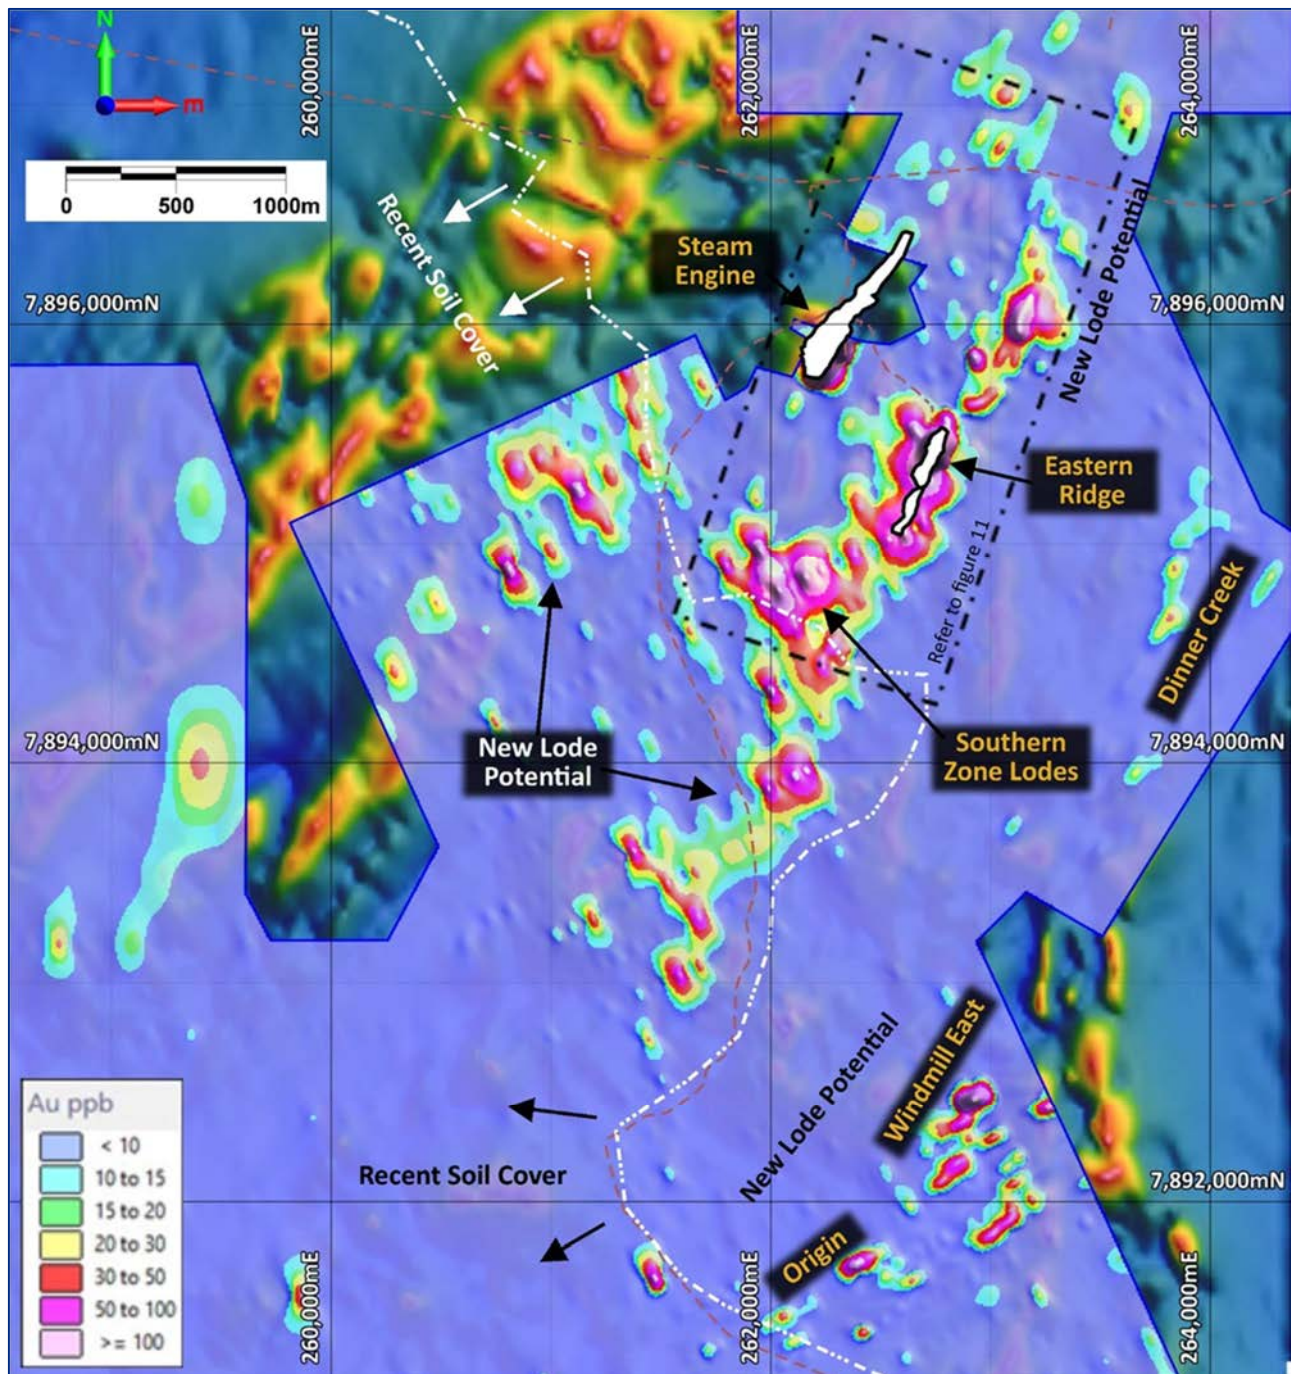 N
E
0 500 1000m
260,000mE
262,000mE
264,000mE
Recent Soil Cover
Steam
Engine
New Lode Potential
7,896,000mN
7,896,000mN
Eastern
Ridge
Refer to figure 11
Dinner Creek
7,894,000mN
7,894,000mN
New Lode
Potential
Southern
Zone Lodes
Windmill East
New Lode Potential
Recent Soil Cover
7,892,000mN
Origin
Au ppb
< 10
10 to 15
15 to 20
20 to 30
30 to 50
50 to 100
>= 100
260,000mE
262,000mE
264,000mE